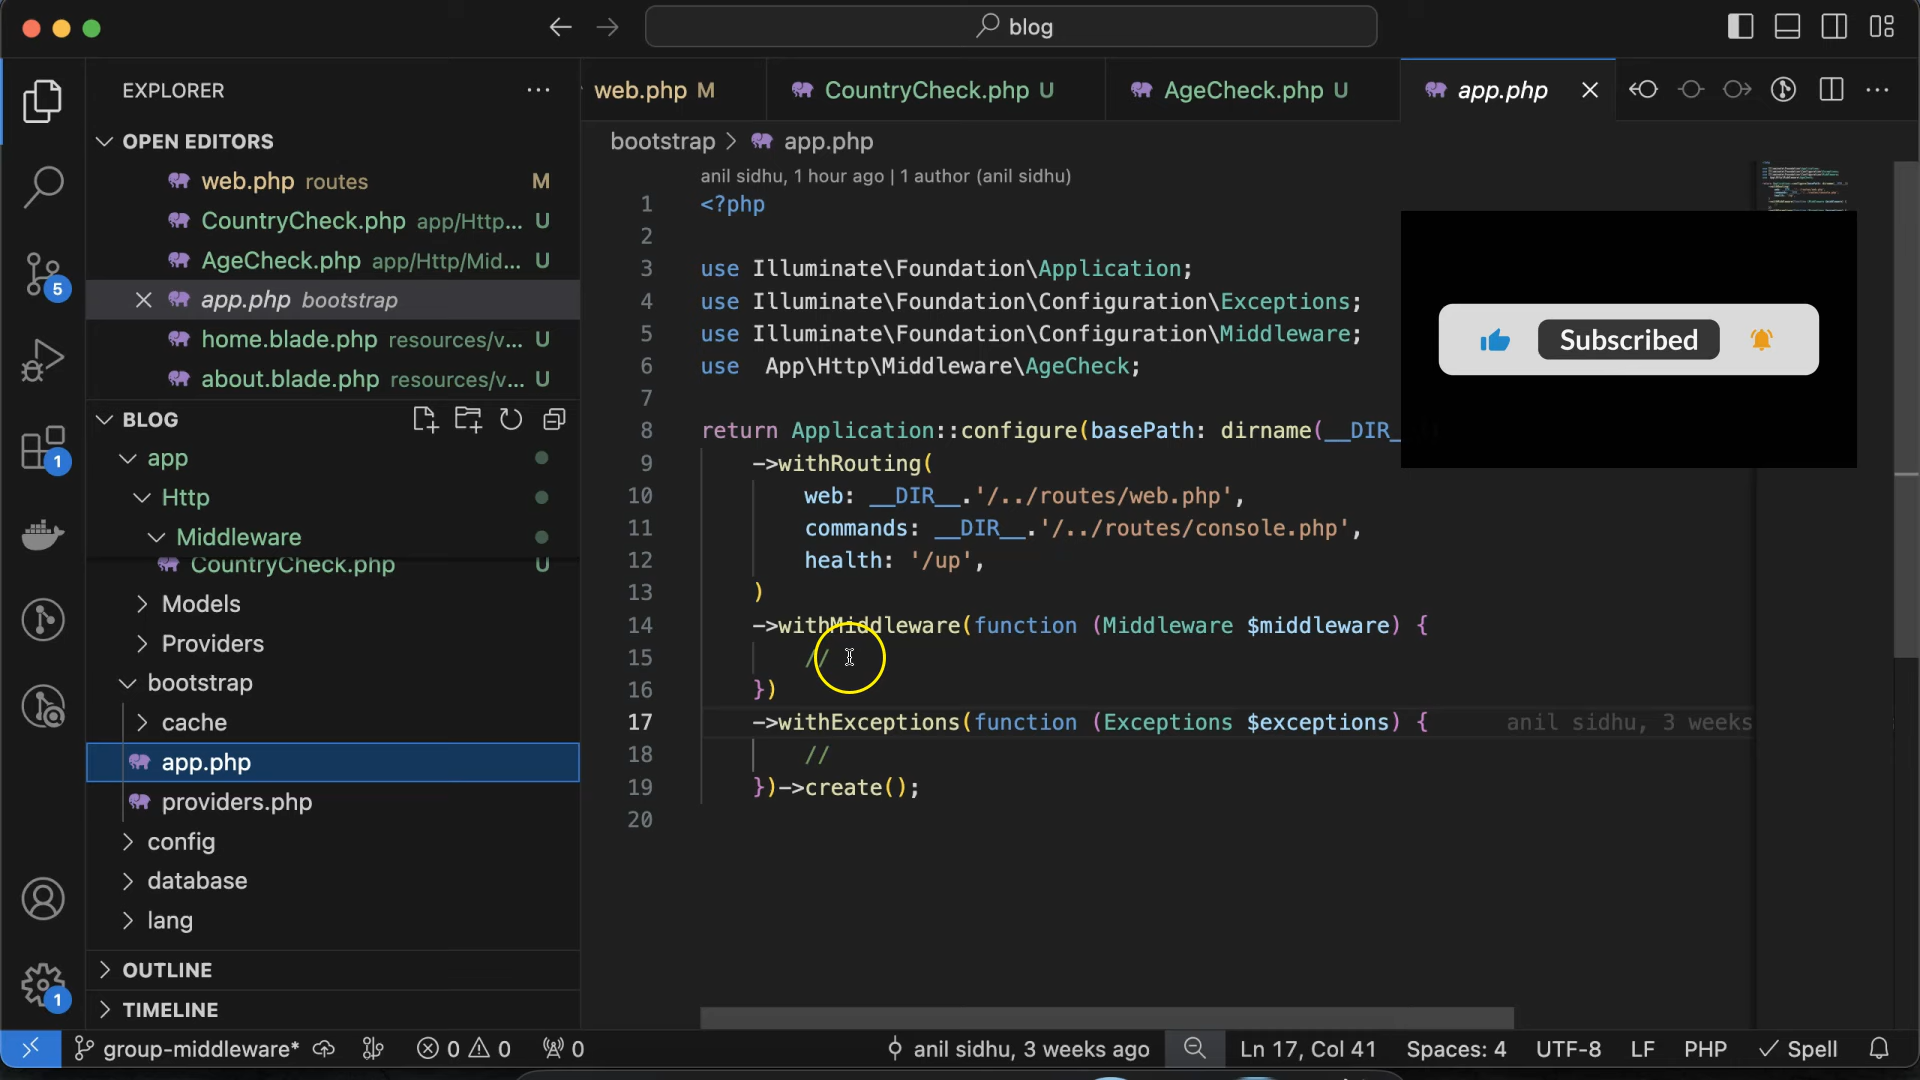 blog
EXPLORER
OPEN EDITORS
web.php routes M
CountryCheck.php app/Http... U
AgeCheck.php app/Http/Mid... U
app.php bootstrap
home.blade.php resources/v... U
about.blade.php resources/v... U
BLOG
app
Http
Middleware
CountryCheck.php U
Models
Providers
bootstrap
cache
app.php
providers.php
config
database
lang
OUTLINE
TIMELINE
5
1
1
web.php M
CountryCheck.php U
AgeCheck.php U
app.php
bootstrap > app.php
anil sidhu, 1 hour ago | 1 author (anil sidhu)
1 <?php
2
3 use Illuminate\Foundation\Application;
4 use Illuminate\Foundation\Configuration\Exceptions;
5 use Illuminate\Foundation\Configuration\Middleware;
6 use  App\Http\Middleware\AgeCheck;
7
8 return Application::configure(basePath: dirname(__DIR_
9 ->withRouting(
10 web: __DIR__.'/../routes/web.php',
11 commands: __DIR__.'/../routes/console.php',
12 health: '/up',
13 )
14 ->withMiddleware(function (Middleware $middleware) {
15 //
16 })
17 ->withExceptions(function (Exceptions $exceptions) { anil sidhu, 3 weeks
18 //
19 })->create();
20
Subscribed
group-middleware* 0 0 0 anil sidhu, 3 weeks ago Ln 17, Col 41 Spaces: 4 UTF-8 LF PHP Spell